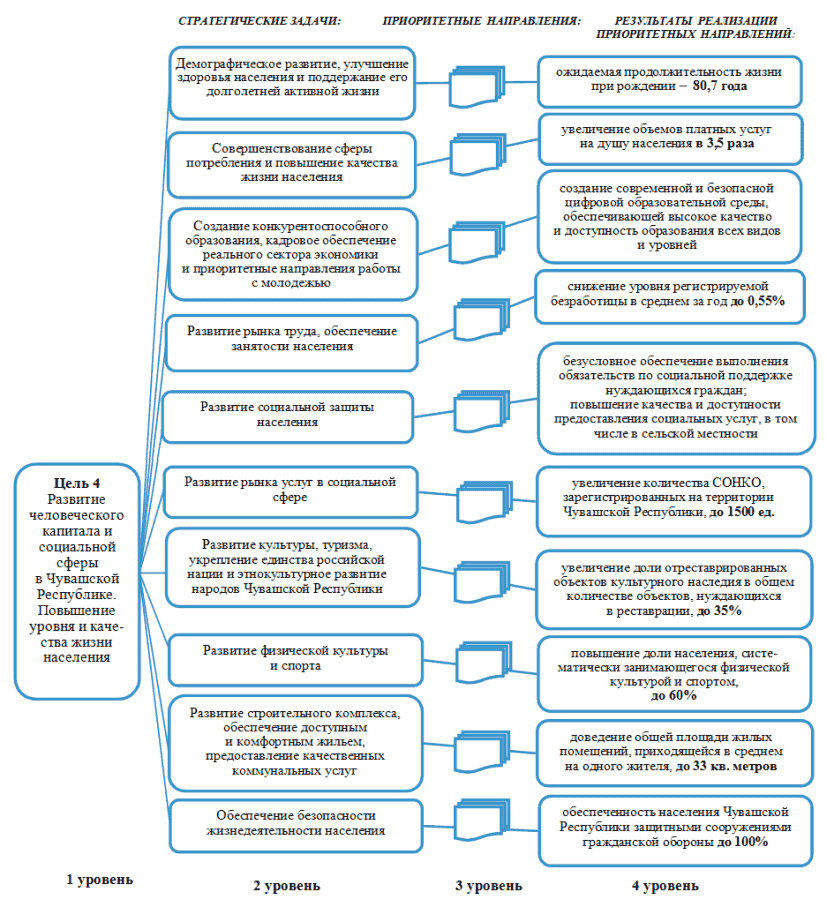 СТРАТЕГИЧЕСКИЕ ЗАДАЧИ:
ПРИОРИТЕТНЫЕ НАПРАВЛЕНИЯ:
РЕЗУЛЬТАТЫ РЕАЛИЗАЦИИ
ПРИОРИТЕТНЫХ НАПРАВЛЕНИЙ:
Цель 4
Развитие
человеческого
капитала и
социальной
сферы
в Чувашской
Республике.
Повышение
уровня и каче-
ства жизни
населения
Демографическое развитие, улучшение
здоровья населения и поддержание его
долголетней активной жизни
ожидаемая продолжительность жизни
при рождении – 80,7 года
Совершенствование сферы
потребления и повышение качества
жизни населения
увеличение объемов платных услуг
на душу населения в 3,5 раза
Создание конкурентоспособного
образования, кадровое обеспечение
реального сектора экономики
и приоритетные направления работы
с молодежью
создание современной и безопасной
цифровой образовательной среды,
обеспечивающей высокое качество
и доступность образования всех видов
и уровней
Развитие рынка труда, обеспечение
занятости населения
снижение уровня регистрируемой
безработицы в среднем за год до 0,55%
Развитие социальной защиты
населения
безусловное обеспечение выполнения
обязательств по социальной поддержке
нуждающихся граждан;
повышение качества и доступности
предоставления социальных услуг, в том
числе в сельской местности
Развитие рынка услуг в социальной
сфере
увеличение количества СОНКО,
зарегистрированных на территории
Чувашской Республики, до 1500 ед.
Развитие культуры, туризма,
укрепление единства российской
нации и этнокультурное развитие
народов Чувашской Республики
увеличение доли отреставрированных
объектов культурного наследия в общем
количестве объектов, нуждающихся
в реставрации, до 35%
Развитие физической культуры
и спорта
повышение доли населения, систе-
матически занимающегося физической
культурой и спортом,
до 60%
Развитие строительного комплекса,
обеспечение доступным
и комфортным жильем,
предоставление качественных
коммунальных услуг
доведение общей площади жилых
помещений, приходящейся в среднем
на одного жителя, до 33 кв. метров
Обеспечение безопасности
жизнедеятельности населения
обеспеченность населения Чувашской
Республики защитными сооружениями
гражданской обороны до 100%
1 уровень
2 уровень
3 уровень
4 уровень